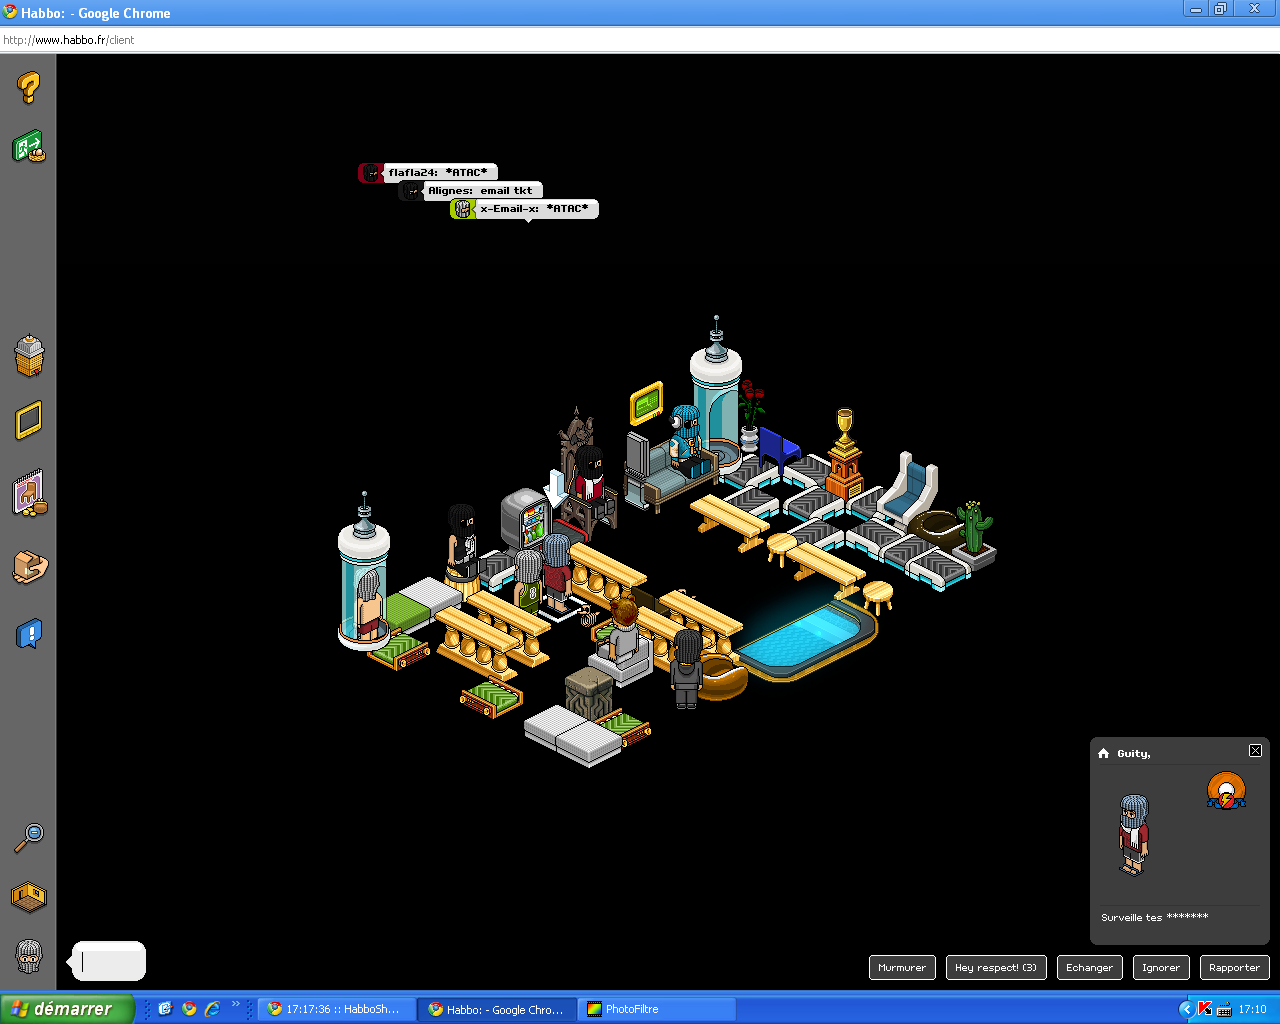 Habbo: - Google Chrome
http://www.habbo.fr/client
flafla24: *ATAC*
Alignes: email tkt
x-Email-x: *ATAC*
8
Guity,
Surveille tes *******
Murmurer
Hey respect! (3)
Echanger
Ignorer
Rapporter
démarrer
17:17:36 :: HabboSh...
Habbo: - Google Chro...
PhotoFiltre
17:10